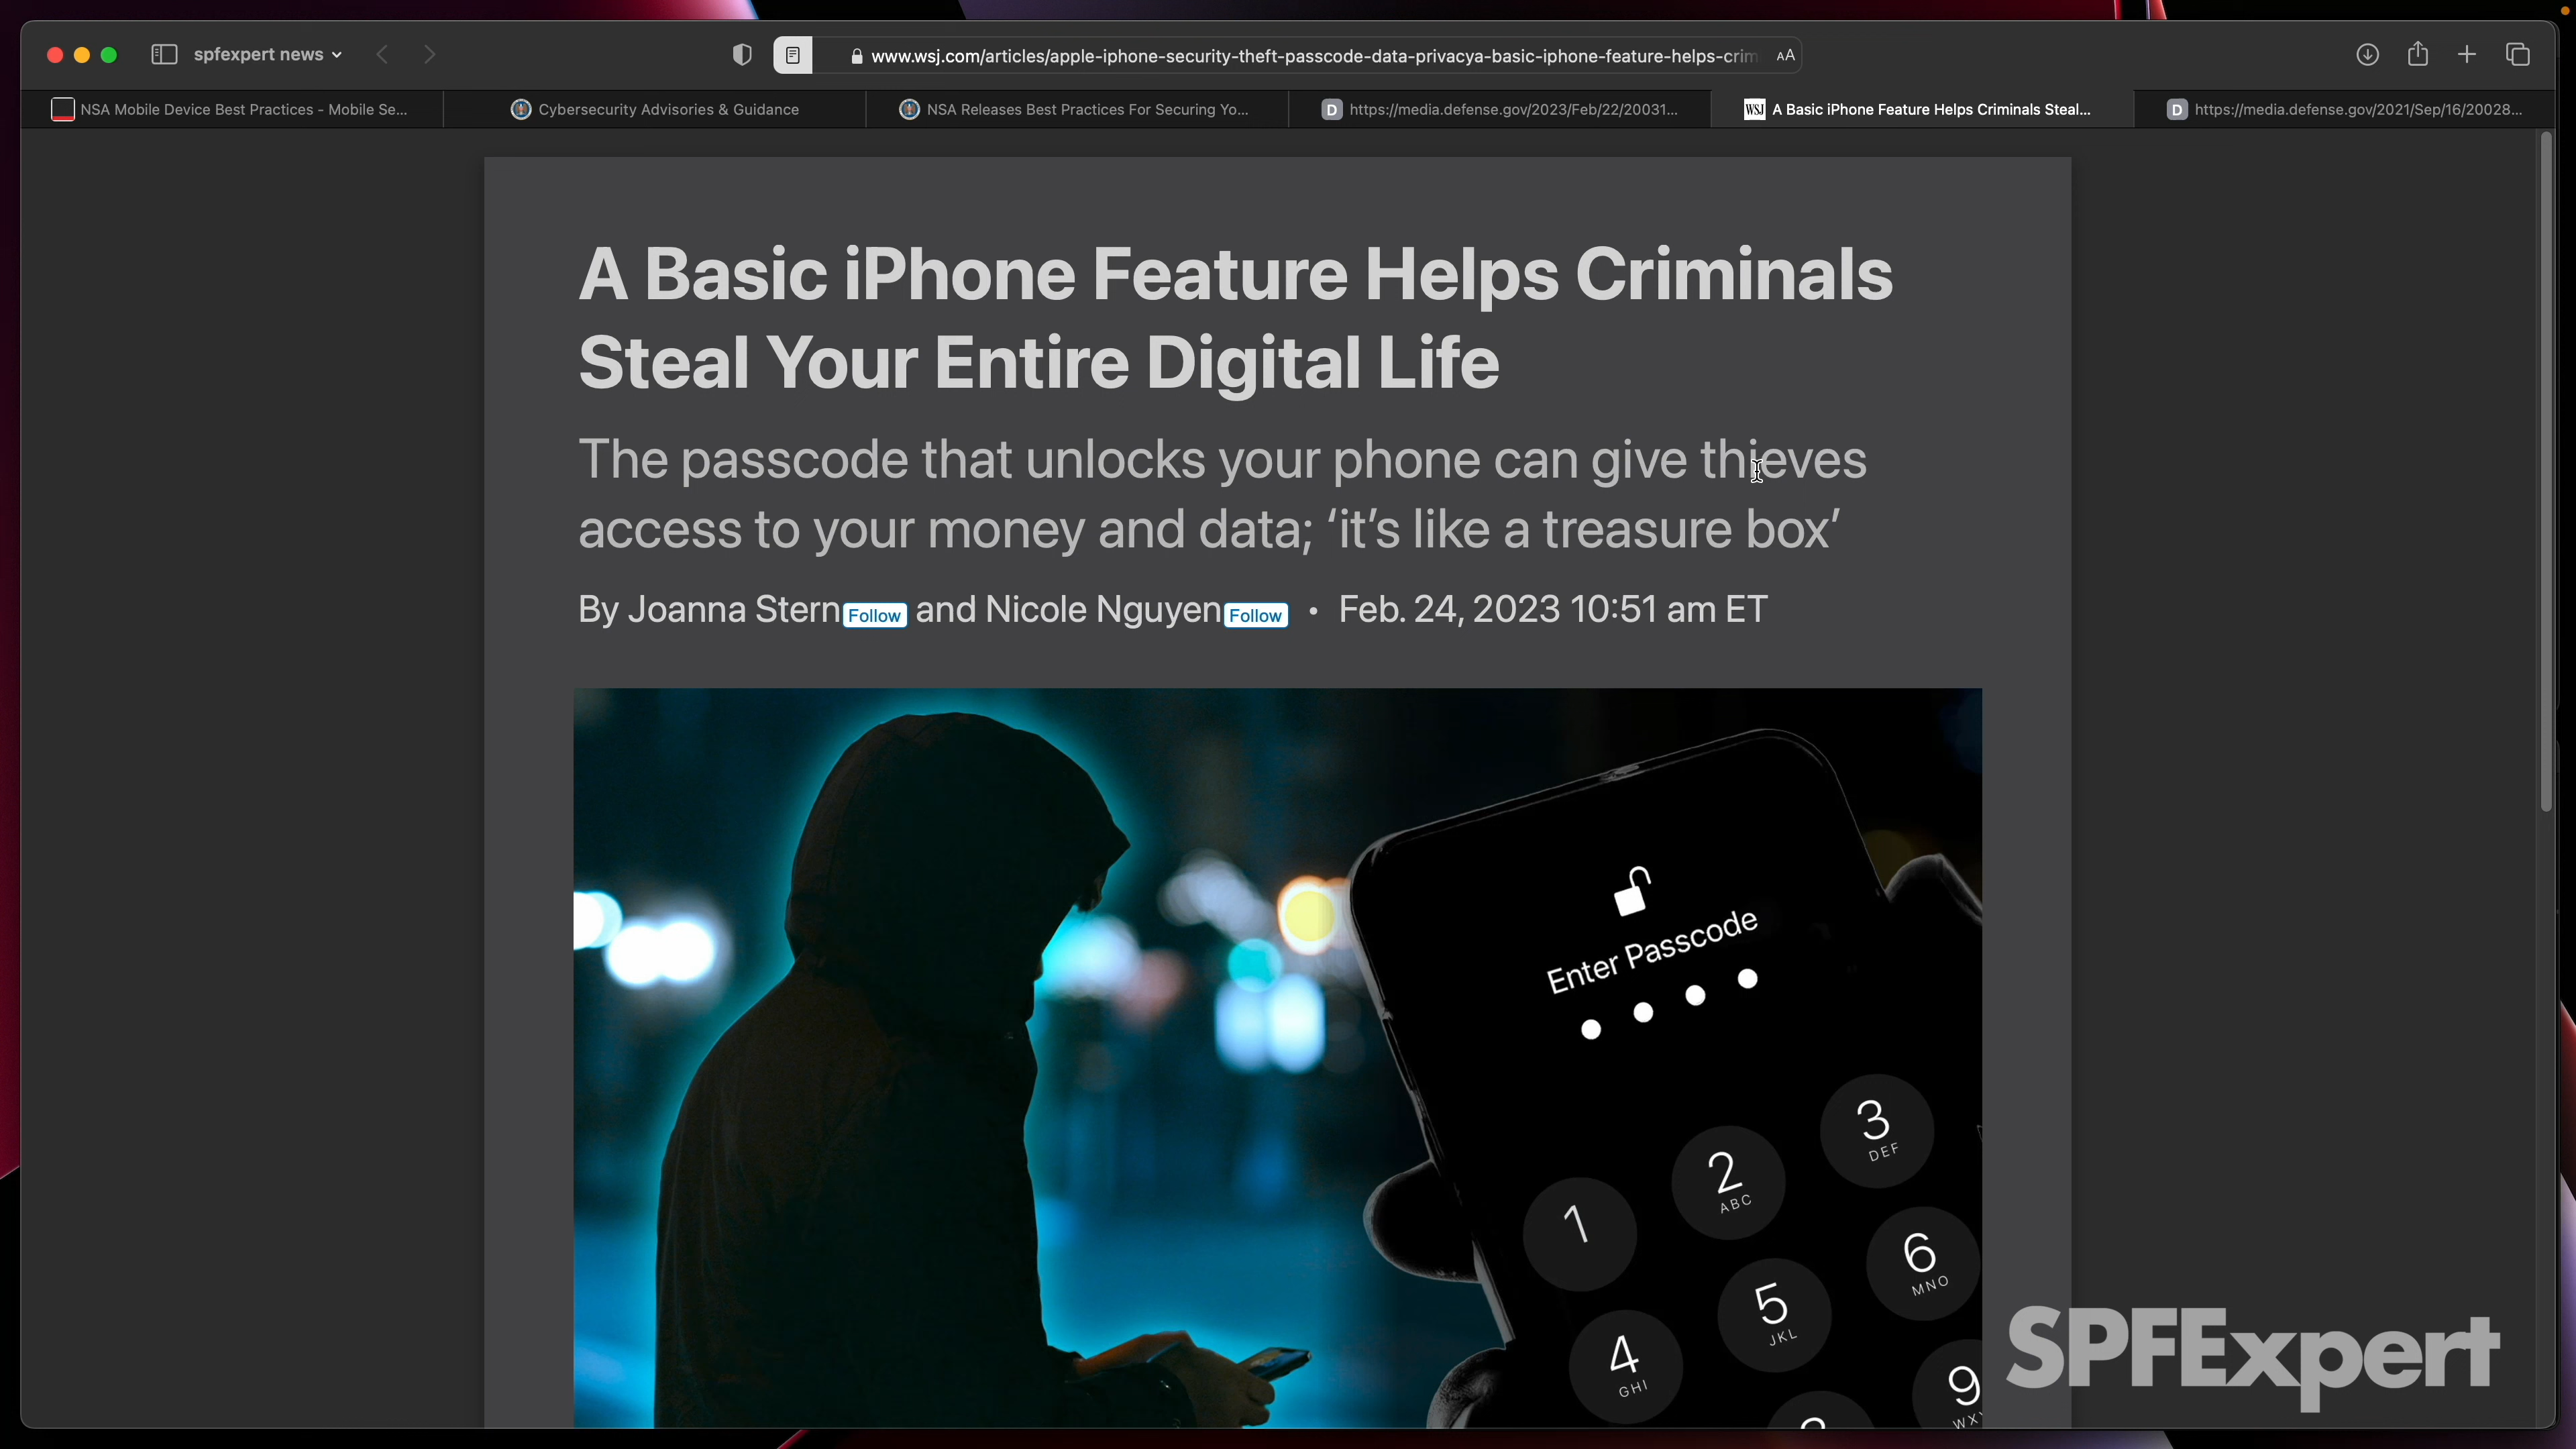 spfexpert news
www.wsj.com/articles/apple-iphone-security-theft-passcode-data-privacya-basic-iphone-feature-helps-crim
AA
NSA Mobile Device Best Practices - Mobile Se...
Cybersecurity Advisories & Guidance
NSA Releases Best Practices For Securing Yo...
D https://media.defense.gov/2023/Feb/22/20031...
WSJ A Basic iPhone Feature Helps Criminals Steal...
D https://media.defense.gov/2021/Sep/16/20028...
A Basic iPhone Feature Helps Criminals
Steal Your Entire Digital Life
The passcode that unlocks your phone can give thieves
access to your money and data; ‘it’s like a treasure box’
By Joanna Stern Follow and Nicole Nguyen Follow • Feb. 24, 2023 10:51 am ET
Enter Passcode
1
2 ABC
3 DEF
4 GHI
5 JKL
6 MNO
9
SPFExpert